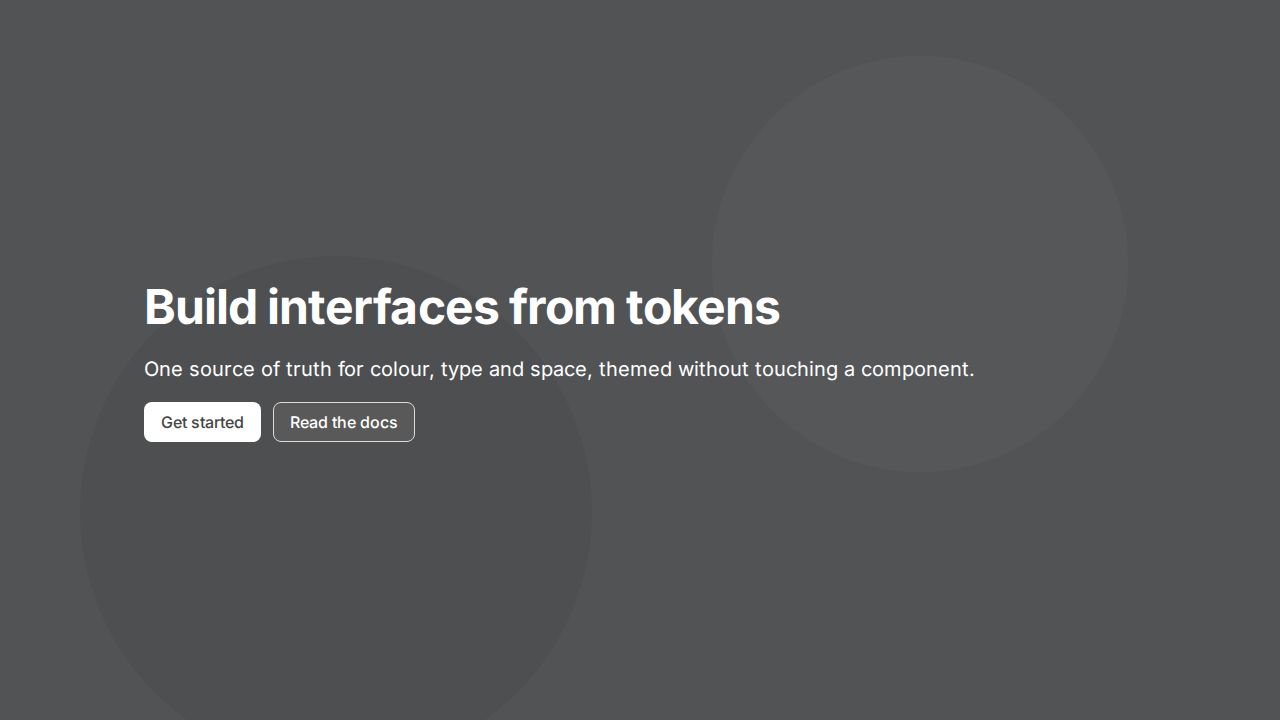 Build interfaces from tokens
One source of truth for colour, type and space, themed without touching a component.
Get started
Read the docs